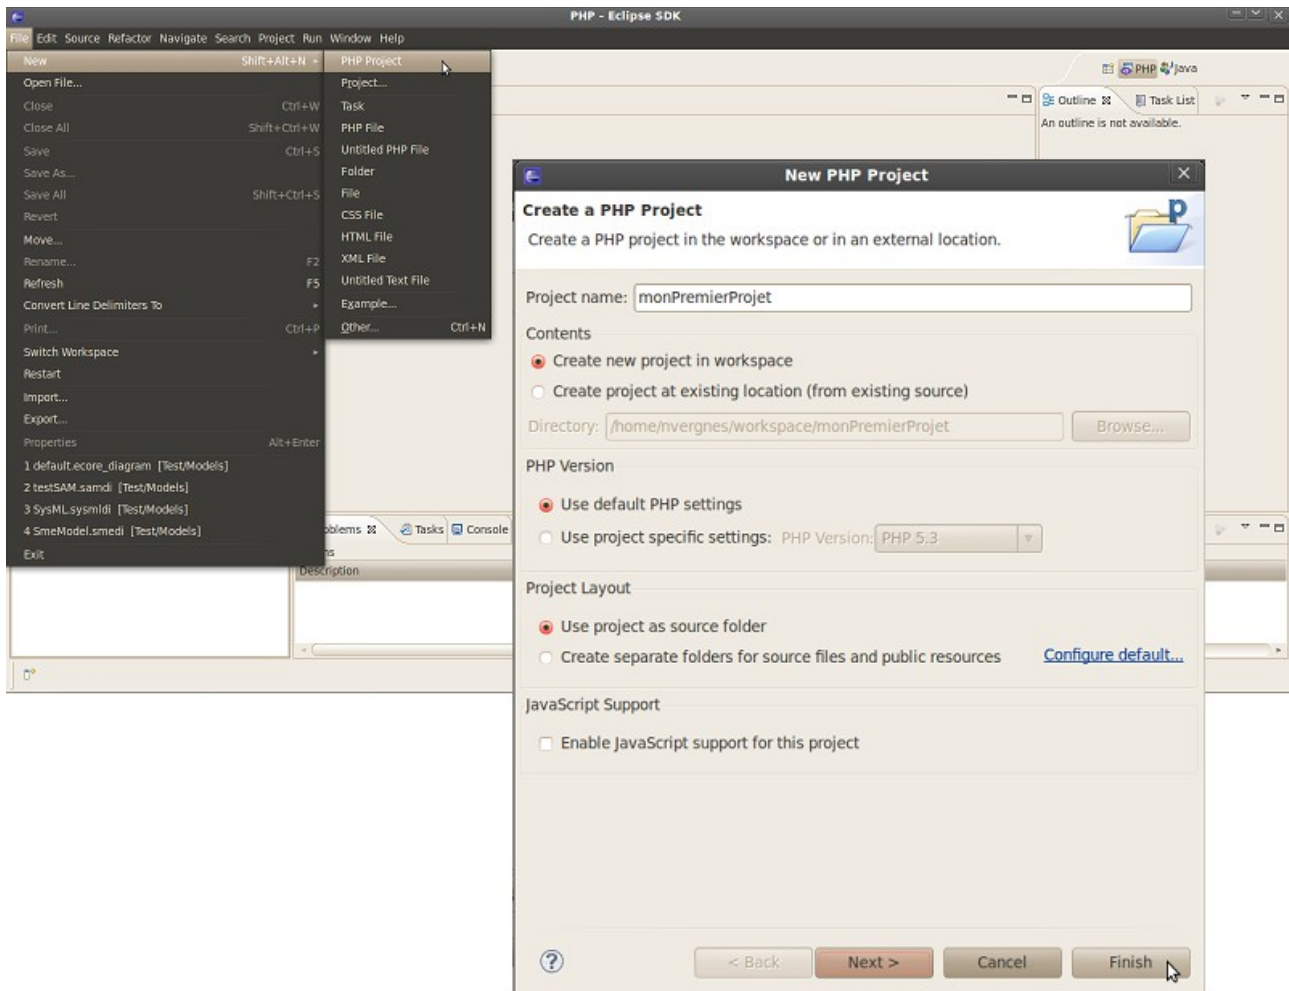 PHP - Eclipse SDK
File Edit Source Refactor Navigate Search Project Run Window Help
New Shift+Alt+N
Open File...
Close Ctrl+W
Close All Shift+Ctrl+W
Save Ctrl+S
Save As...
Save All Shift+Ctrl+S
Revert
Move...
Rename... F2
Refresh F5
Convert Line Delimiters To
Print... Ctrl+P
Switch Workspace
Restart
Import...
Export...
Properties Alt+Enter
1 default.ecore_diagram [Test/Models]
2 testSAM.samdi [Test/Models]
3 SysML.sysmldi [Test/Models]
4 SmeModel.smedi [Test/Models]
Exit
PHP Project
Project...
Task
PHP File
Untitled PHP File
Folder
File
CSS File
HTML File
XML File
Untitled Text File
Example...
Other... Ctrl+N
PHP Java
Outline Task List
An outline is not available.
oblems Tasks Console
ns
Description
New PHP Project
Create a PHP Project
Create a PHP project in the workspace or in an external location.
Project name: monPremierProjet
Contents
Create new project in workspace
Create project at existing location (from existing source)
Directory: /home/nvergnes/workspace/monPremierProjet Browse...
PHP Version
Use default PHP settings
Use project specific settings: PHP Version: PHP 5.3
Project Layout
Use project as source folder
Create separate folders for source files and public resources Configure default...
JavaScript Support
Enable JavaScript support for this project
? < Back Next > Cancel Finish